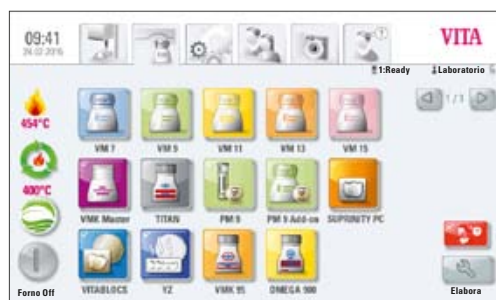 09:41
24.02.2015
VITA
1:Ready
Laboratorio
1/1
454°C
VM 7
VM 9
VM 11
VM 13
VM 15
400°C
VMK Master
TITAN
PM 9
PM 9 Add-on
SUPRINITY PC
Forno Off
VITABLOCS
YZ
VMK 95
OMEGA 900
Elabora